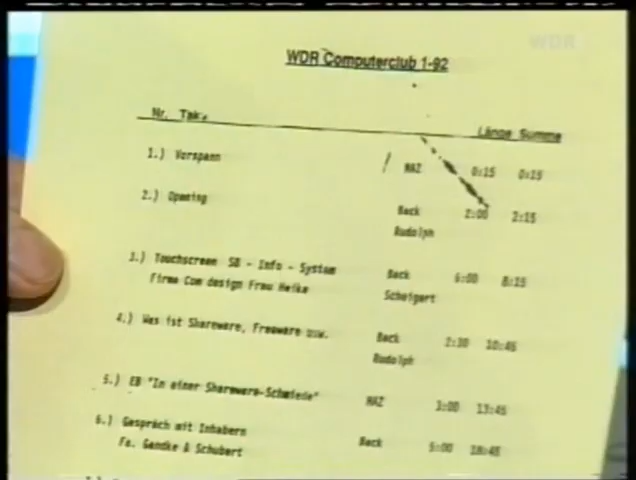 WDR
WDR Computerclub 1-92
Nr. Take Länge Summe
1.) Vorspann MAZ 0:15 0:15
2.) Opening Back 2:00 2:15
Rudolph
3.) Touchscreen SB - Info - System Back 6:00 8:15
Firma Com design Frau Heike Scheigert
4.) Was ist Shareware, Freeware usw. Back 2:30 10:45
Rudolph
5.) EB "In einer Shareware-Schmiede" MAZ 3:00 13:45
6.) Gespräch mit Inhabern Back 5:00 18:45
Fa. Gandke & Schubert